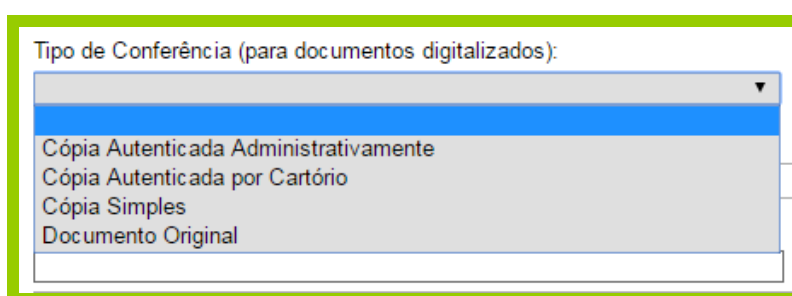 Tipo de Conferência (para documentos digitalizados):
Cópia Autenticada Administrativamente
Cópia Autenticada por Cartório
Cópia Simples
Documento Original